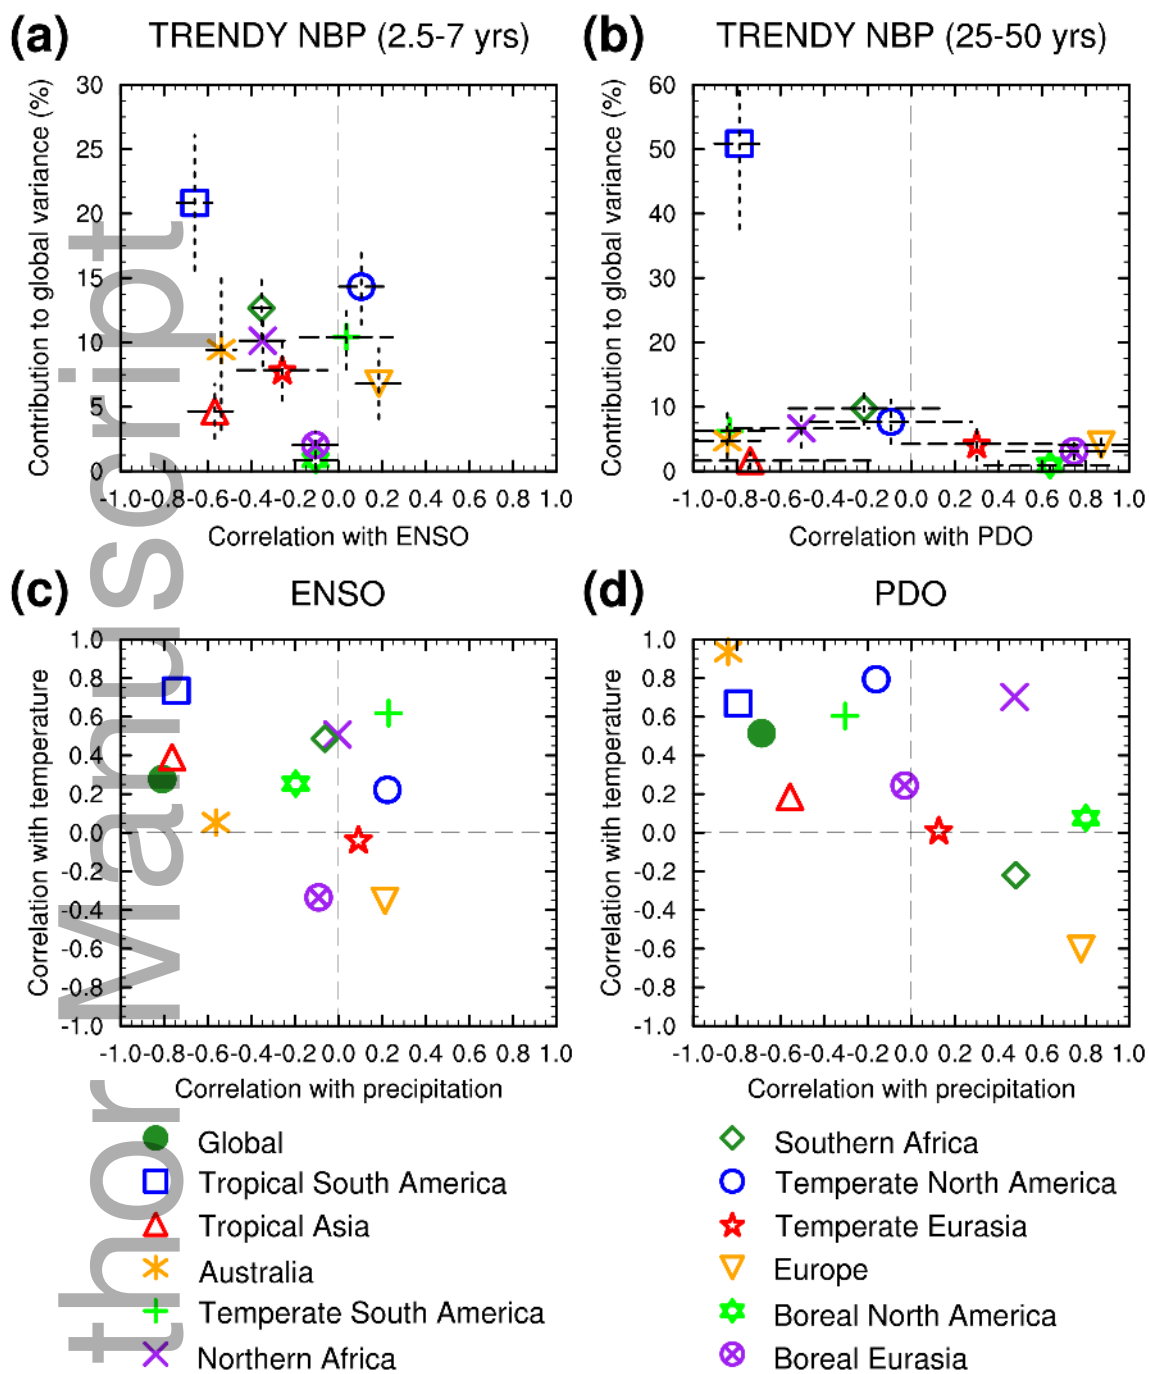 (a) TRENDY NBP (2.5-7 yrs)
(b) TRENDY NBP (25-50 yrs)
Contribution to global variance (%)
30
25
20
15
10
5
0
-1.0 -0.8 -0.6 -0.4 -0.2 0.0 0.2 0.4 0.6 0.8 1.0
Correlation with ENSO
Contribution to global variance (%)
60
50
40
30
20
10
0
-1.0 -0.8 -0.6 -0.4 -0.2 0.0 0.2 0.4 0.6 0.8 1.0
Correlation with PDO
(c) ENSO
(d) PDO
Correlation with temperature
1.0
0.8
0.6
0.4
0.2
0.0
-0.2
-0.4
-0.6
-0.8
-1.0
-1.0 -0.8 -0.6 -0.4 -0.2 0.0 0.2 0.4 0.6 0.8 1.0
Correlation with precipitation
Correlation with temperature
1.0
0.8
0.6
0.4
0.2
0.0
-0.2
-0.4
-0.6
-0.8
-1.0
-1.0 -0.8 -0.6 -0.4 -0.2 0.0 0.2 0.4 0.6 0.8 1.0
Correlation with precipitation
Global
Tropical South America
Tropical Asia
Australia
Temperate South America
Northern Africa
Southern Africa
Temperate North America
Temperate Eurasia
Europe
Boreal North America
Boreal Eurasia
thor Manuscript